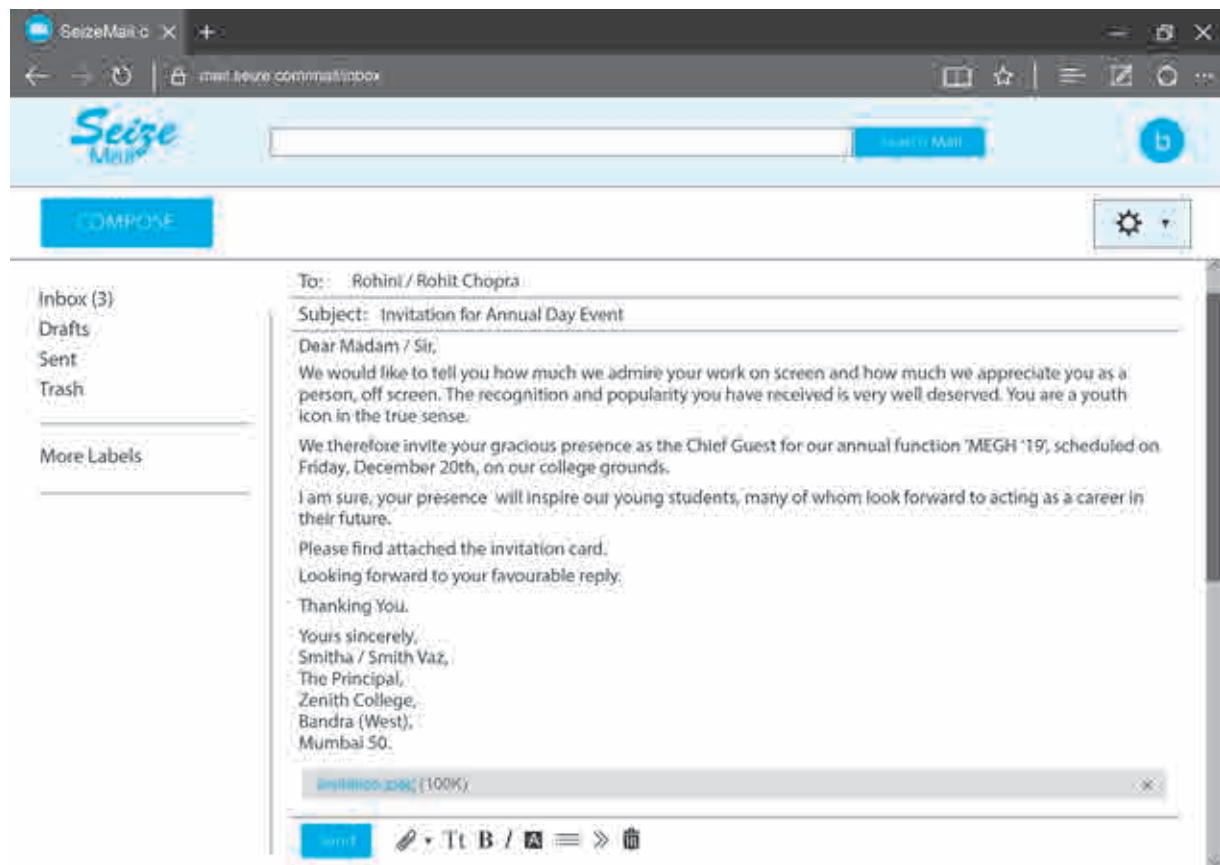 SeizeMail
Seize
Mail
Search Mail
b
COMPOSE
Inbox (3)
Drafts
Sent
Trash
More Labels
To: Rohini / Rohit Chopra
Subject: Invitation for Annual Day Event
Dear Madam / Sir,
We would like to tell you how much we admire your work on screen and how much we appreciate you as a
person, off screen. The recognition and popularity you have received is very well deserved. You are a youth
icon in the true sense.
We therefore invite your gracious presence as the Chief Guest for our annual function 'MEGH '19', scheduled on
Friday, December 20th, on our college grounds.
I am sure, your presence will inspire our young students, many of whom look forward to acting as a career in
their future.
Please find attached the invitation card.
Looking forward to your favourable reply.
Thanking You.
Yours sincerely,
Smitha / Smith Vaz,
The Principal,
Zenith College,
Bandra (West),
Mumbai 50.
(100K)
Send
Tt B I A